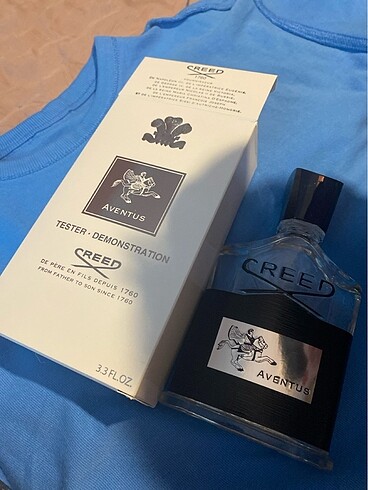 CREED
1760
AVENTUS
TESTER - DEMONSTRATION
CREED
DE PÈRE EN FILS DEPUIS 1760
FROM FATHER TO SON SINCE 1760
3.3 FL.OZ.
CREED
AVENTUS